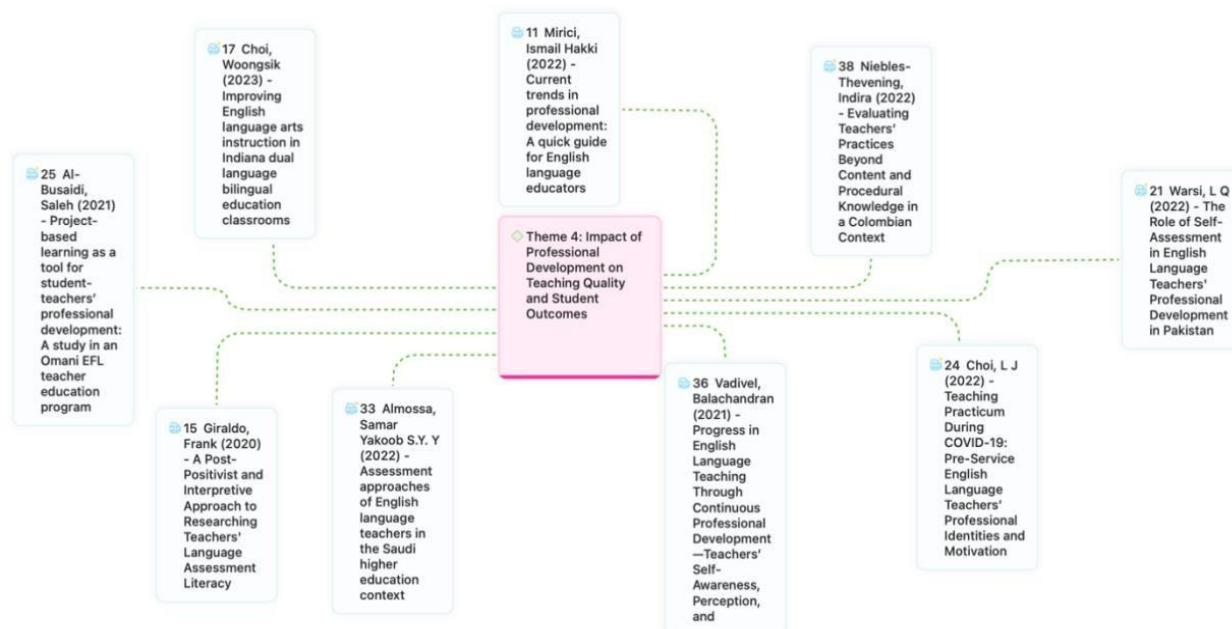 17 Choi,
Woongsik
(2023) -
Improving
English
language arts
instruction in
Indiana dual
language
bilingual
education
classrooms
11 Mirici,
Ismail Hakki
(2022) -
Current
trends in
professional
development:
A quick guide
for English
language
educators
38 Niebles-
Thevening,
Indira (2022)
- Evaluating
Teachers'
Practices
Beyond
Content and
Procedural
Knowledge in
a Colombian
Context
25 Al-
Busaidi,
Saleh (2021)
- Project-
based
learning as a
tool for
student-
teachers'
professional
development:
A study in an
Omani EFL
teacher
education
program
Theme 4: Impact of
Professional
Development on
Teaching Quality
and Student
Outcomes
21 Warsi, L Q
(2022) - The
Role of Self-
Assessment
in English
Language
Teachers'
Professional
Development
in Pakistan
15 Giraldo,
Frank (2020)
- A Post-
Positivist and
Interpretive
Approach to
Researching
Teachers'
Language
Assessment
Literacy
33 Almossa,
Samar
Yakoob S.Y. Y
(2022) -
Assessment
approaches
of English
language
teachers in
the Saudi
higher
education
context
36 Vadivel,
Balachandran
(2021) -
Progress in
English
Language
Teaching
Through
Continuous
Professional
Development
—Teachers'
Self-
Awareness,
Perception,
and
24 Choi, L J
(2022) -
Teaching
Practicum
During
COVID-19:
Pre-Service
English
Language
Teachers'
Professional
Identities and
Motivation